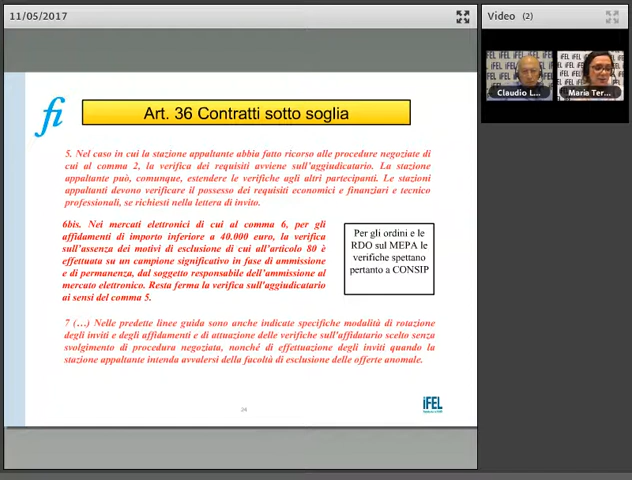 11/05/2017
Video (2)
Claudio L...
Maria Ter...
fi
Art. 36 Contratti sotto soglia
5. Nel caso in cui la stazione appaltante abbia fatto ricorso alle procedure negoziate di
cui al comma 2, la verifica dei requisiti avviene sull'aggiudicatario. La stazione
appaltante può, comunque, estendere le verifiche agli altri partecipanti. Le stazioni
appaltanti devono verificare il possesso dei requisiti economici e finanziari e tecnico
professionali, se richiesti nella lettera di invito.
6bis. Nei mercati elettronici di cui al comma 6, per gli
affidamenti di importo inferiore a 40.000 euro, la verifica
sull'assenza dei motivi di esclusione di cui all'articolo 80 è
effettuata su un campione significativo in fase di ammissione
e di permanenza, dal soggetto responsabile dell'ammissione al
mercato elettronico. Resta ferma la verifica sull'aggiudicatario
ai sensi del comma 5.
Per gli ordini e le
RDO sul MEPA le
verifiche spettano
pertanto a CONSIP
7 (…) Nelle predette linee guida sono anche indicate specifiche modalità di rotazione
degli inviti e degli affidamenti e di attuazione delle verifiche sull'affidatario scelto senza
svolgimento di procedura negoziata, nonché di effettuazione degli inviti quando la
stazione appaltante intenda avvalersi della facoltà di esclusione delle offerte anomale.
24
iFEL